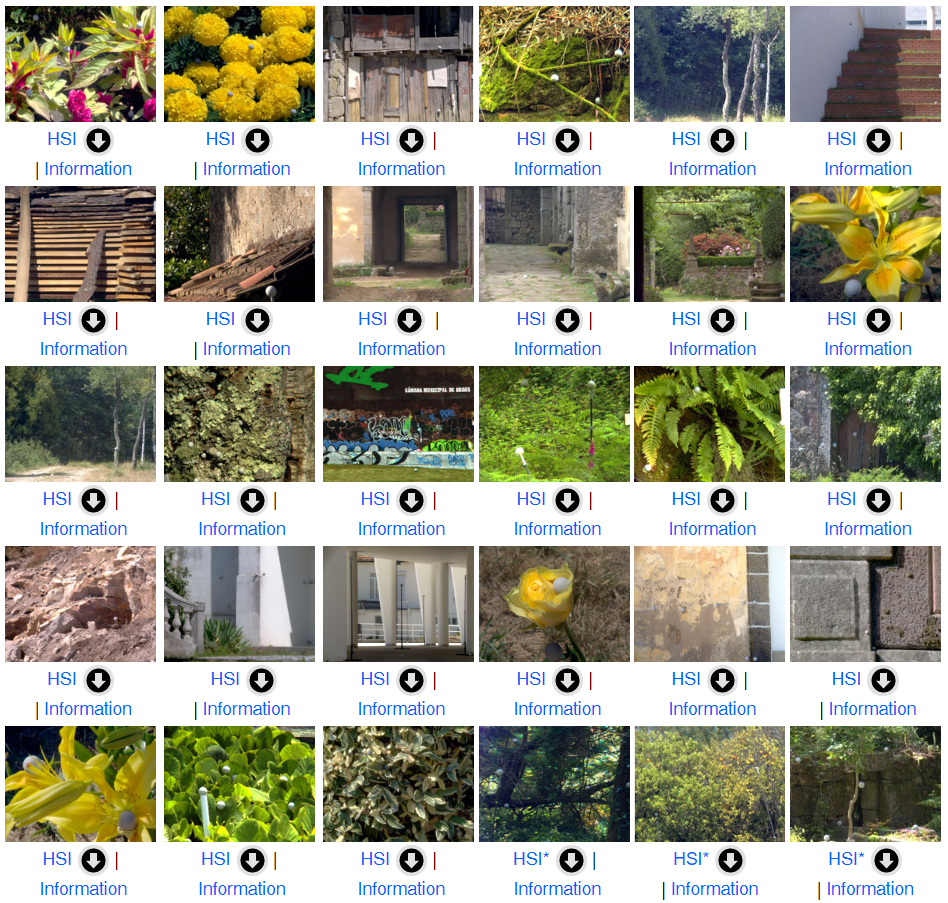 HSI
| Information
HSI
| Information
HSI |
Information
HSI |
Information
HSI |
Information
HSI |
Information
HSI |
Information
HSI
| Information
HSI |
Information
HSI |
Information
HSI |
Information
HSI |
Information
CÂMARA MUNICIPAL DE BRAGA
HSI |
Information
HSI |
Information
HSI |
Information
HSI |
Information
HSI |
Information
HSI |
Information
HSI
| Information
HSI
| Information
HSI |
Information
HSI |
Information
HSI |
Information
HSI
| Information
HSI |
Information
HSI |
Information
HSI |
Information
HSI* |
Information
HSI*
| Information
HSI*
| Information